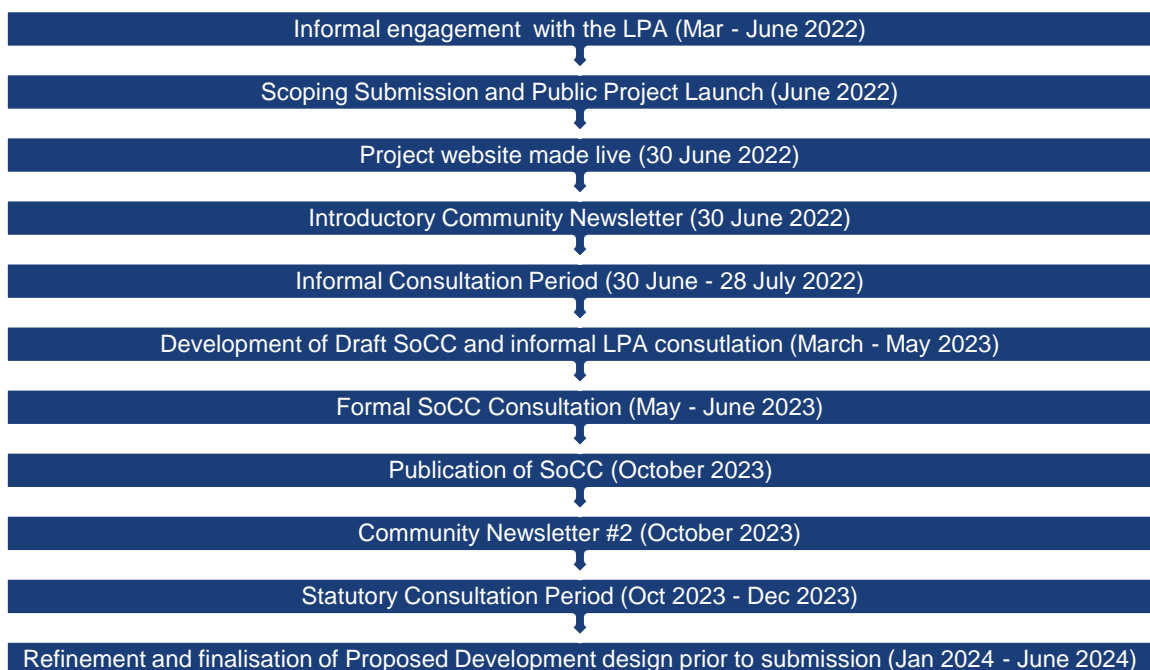 Informal engagement  with the LPA (Mar - June 2022)
Scoping Submission and Public Project Launch (June 2022)
Project website made live (30 June 2022)
Introductory Community Newsletter (30 June 2022)
Informal Consultation Period (30 June - 28 July 2022)
Development of Draft SoCC and informal LPA consutlation (March - May 2023)
Formal SoCC Consultation (May - June 2023)
Publication of SoCC (October 2023)
Community Newsletter #2 (October 2023)
Statutory Consultation Period (Oct 2023 - Dec 2023)
Refinement and finalisation of Proposed Development design prior to submission (Jan 2024 - June 2024)